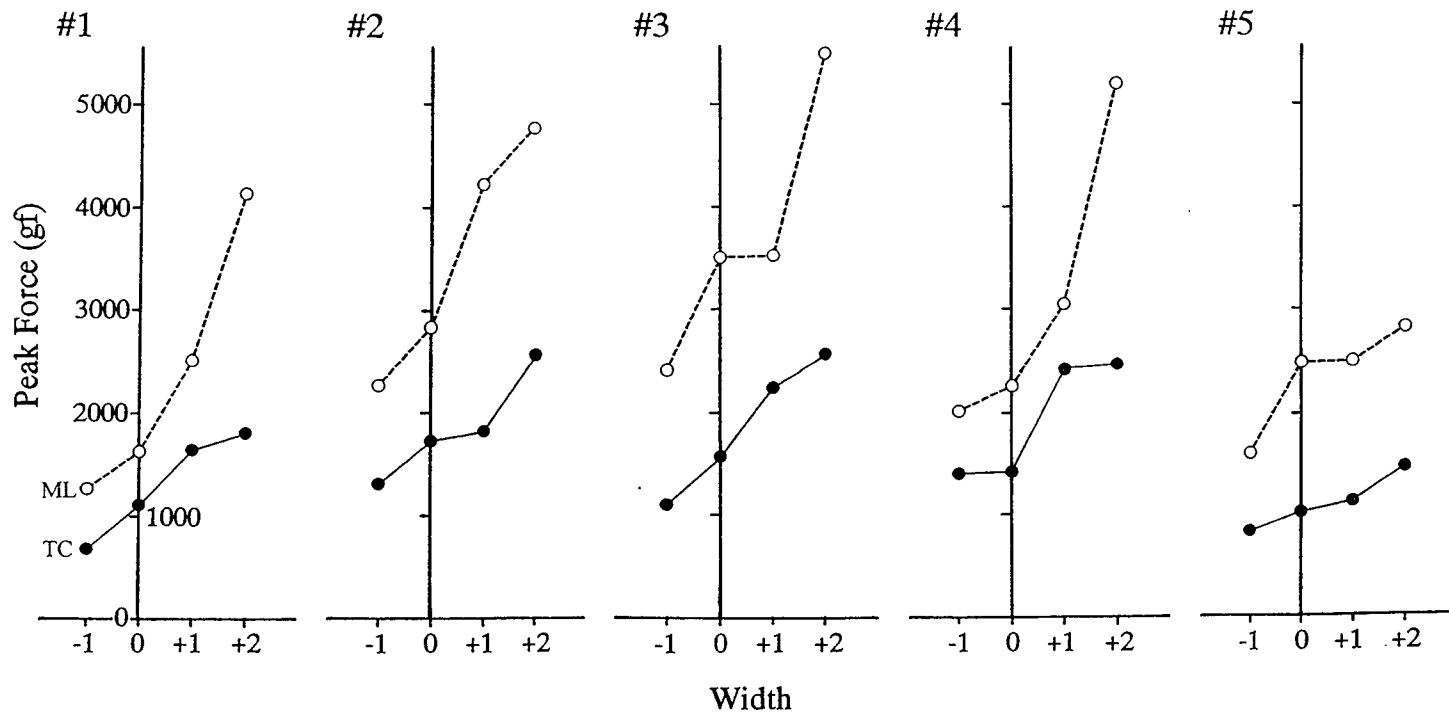 #1 #2 #3 #4 #5
5000
4000
3000
2000
1000
0
Peak Force (gf)
ML
TC
-1 0 +1 +2 -1 0 +1 +2 -1 0 +1 +2 -1 0 +1 +2 -1 0 +1 +2
Width